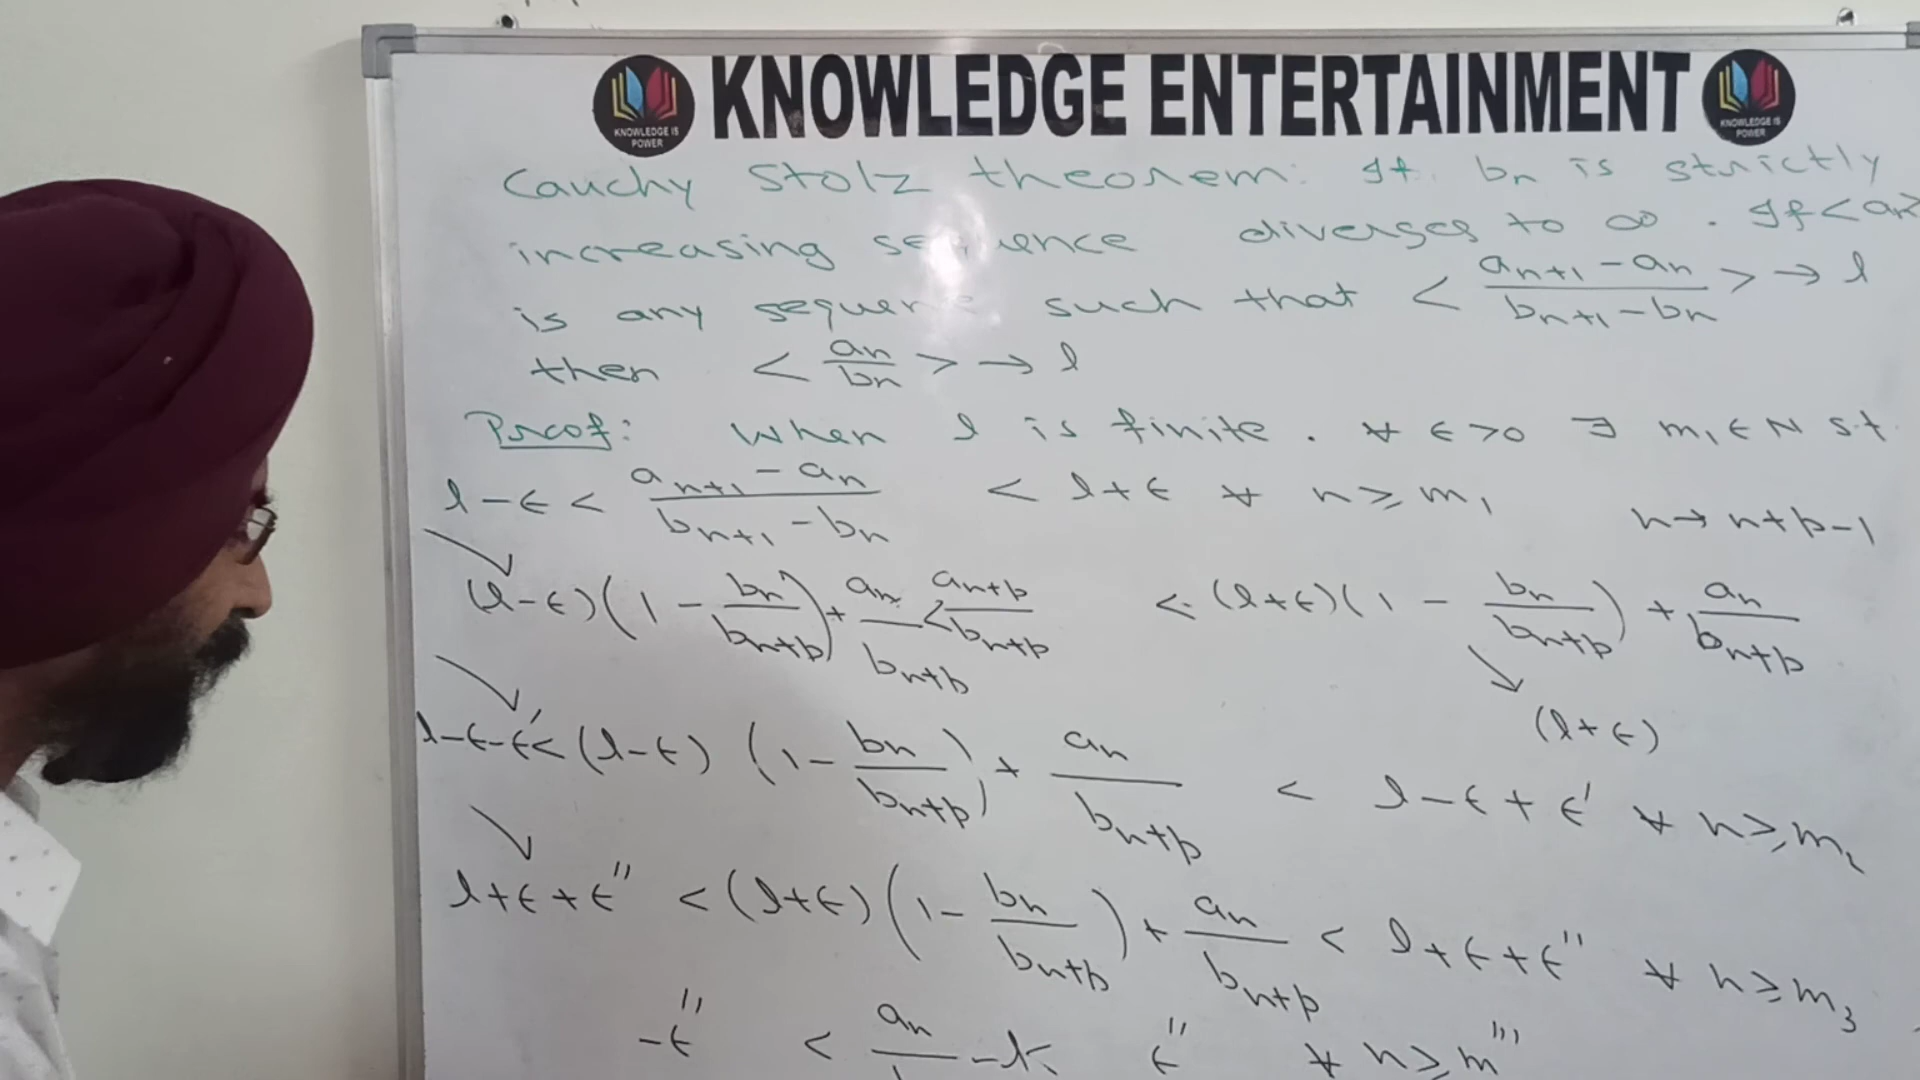 KNOWLEDGE ENTERTAINMENT
KNOWLEDGE IS POWER
KNOWLEDGE IS POWER
Cauchy Stolz theorem: If bn is strictly
increasing sequence diverges to ∞ . If <an>
is any sequence such that < (an+1 - an)/(bn+1 - bn) > → l
then < an/bn > → l
Proof: When l is finite . ∀ ϵ>0 ∃ m1 ϵ N s.t.
l-ϵ < (an+1 - an)/(bn+1 - bn) < l+ϵ ∀ n ≥ m1
n → n+p-1
(l-ϵ)(1 - bn/bn+p) + an/bn+p < an+p/bn+p < (l+ϵ)(1 - bn/bn+p) + an/bn+p
(l+ϵ)
l-ϵ-ϵ' < (l-ϵ) (1 - bn/bn+p) + an/bn+p < l-ϵ+ϵ' ∀ n ≥ m2
l+ϵ+ϵ'' < (l+ϵ) (1 - bn/bn+p) + an/bn+p < l+ϵ+ϵ'' ∀ n ≥ m3
-ϵ'' < an/ - l ϵ'' ∀ n ≥ m'''